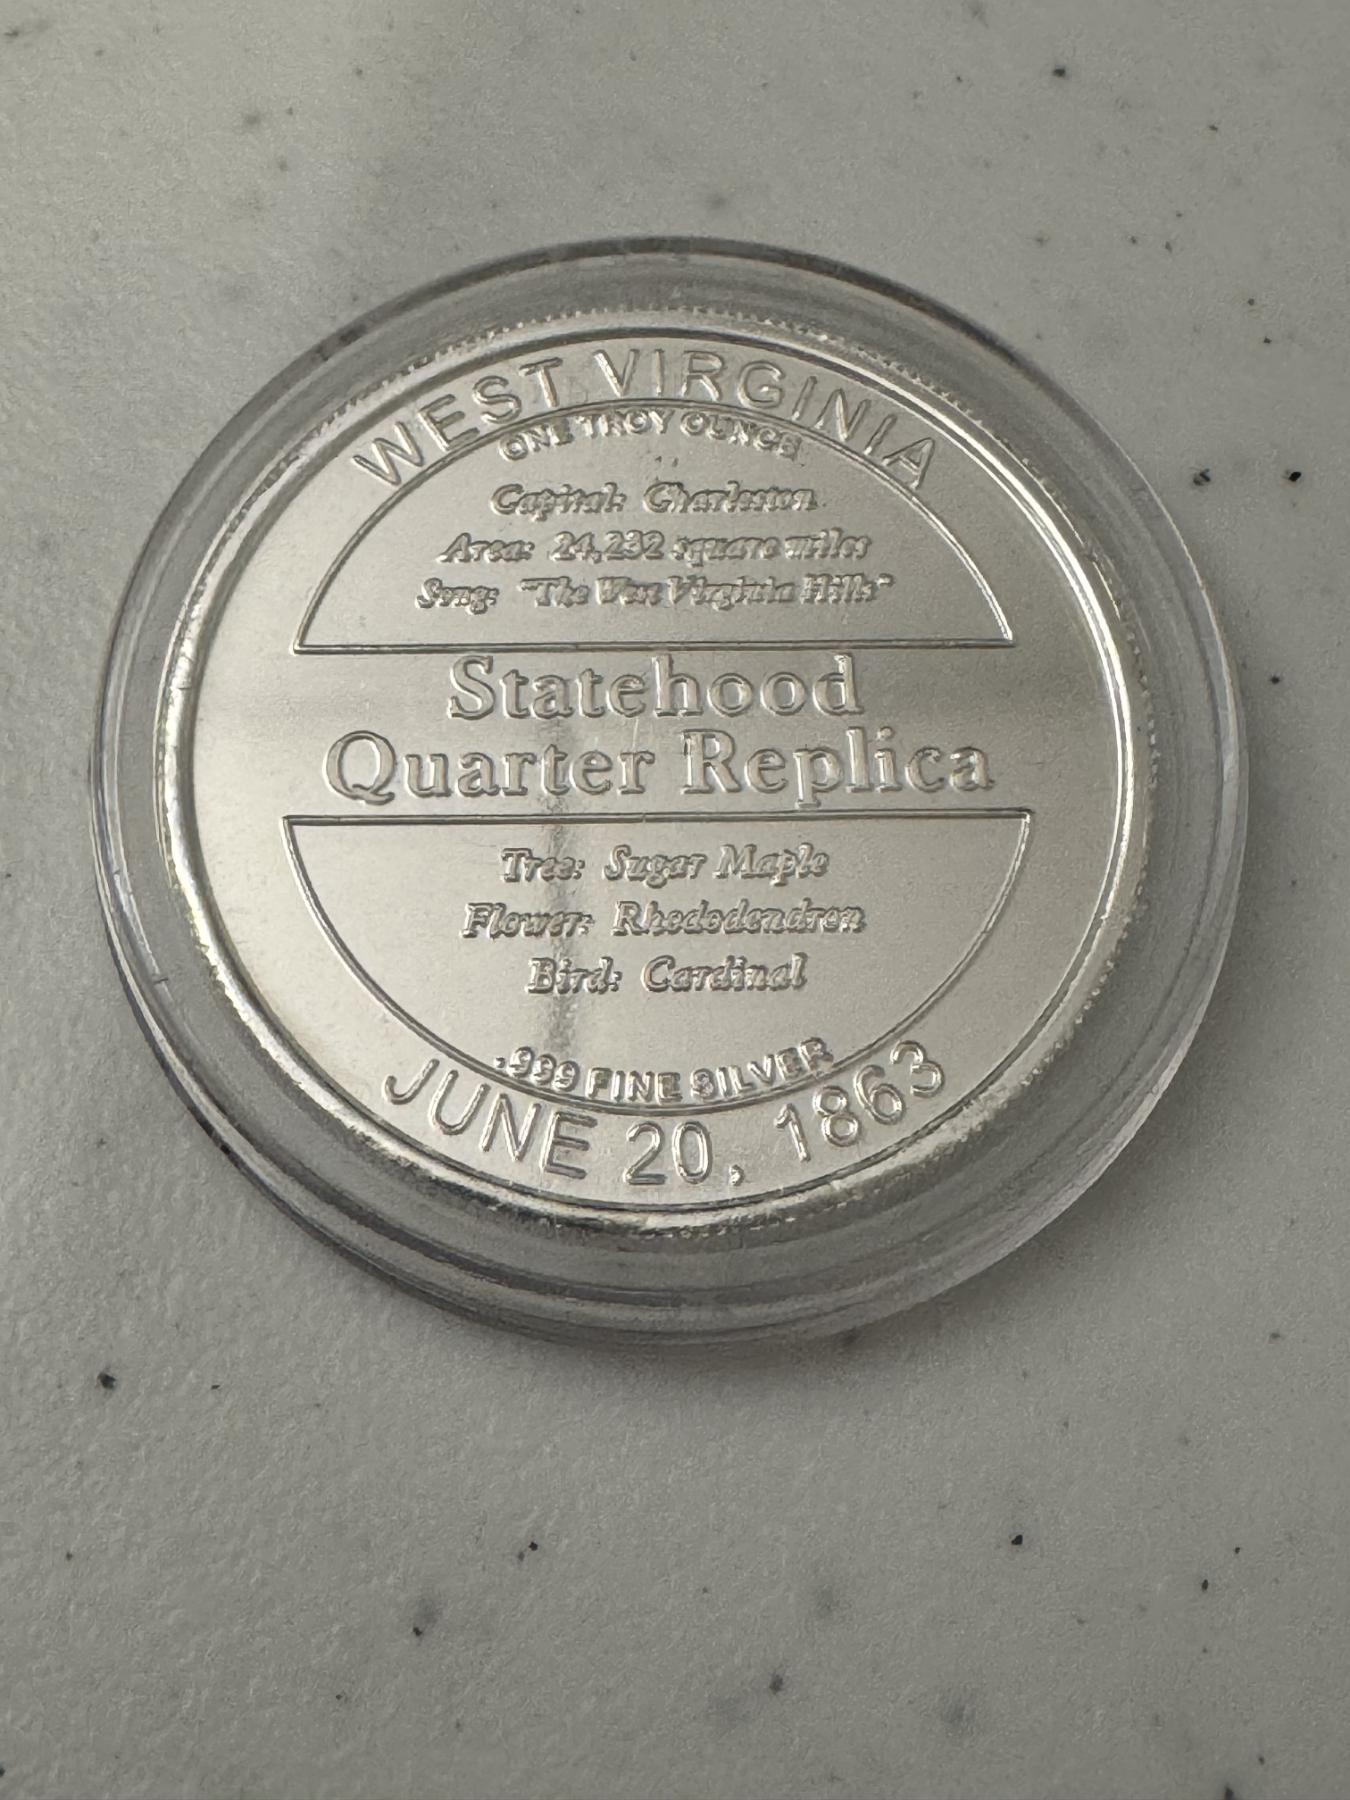 WEST VIRGINIA
ONE TROY OUNCE
Capital: Charleston
Area: 24,232 square miles
Song: "The West Virginia Hills"
Statehood
Quarter Replica
Tree: Sugar Maple
Flower: Rhododendron
Bird: Cardinal
.999 FINE SILVER
JUNE 20, 1863